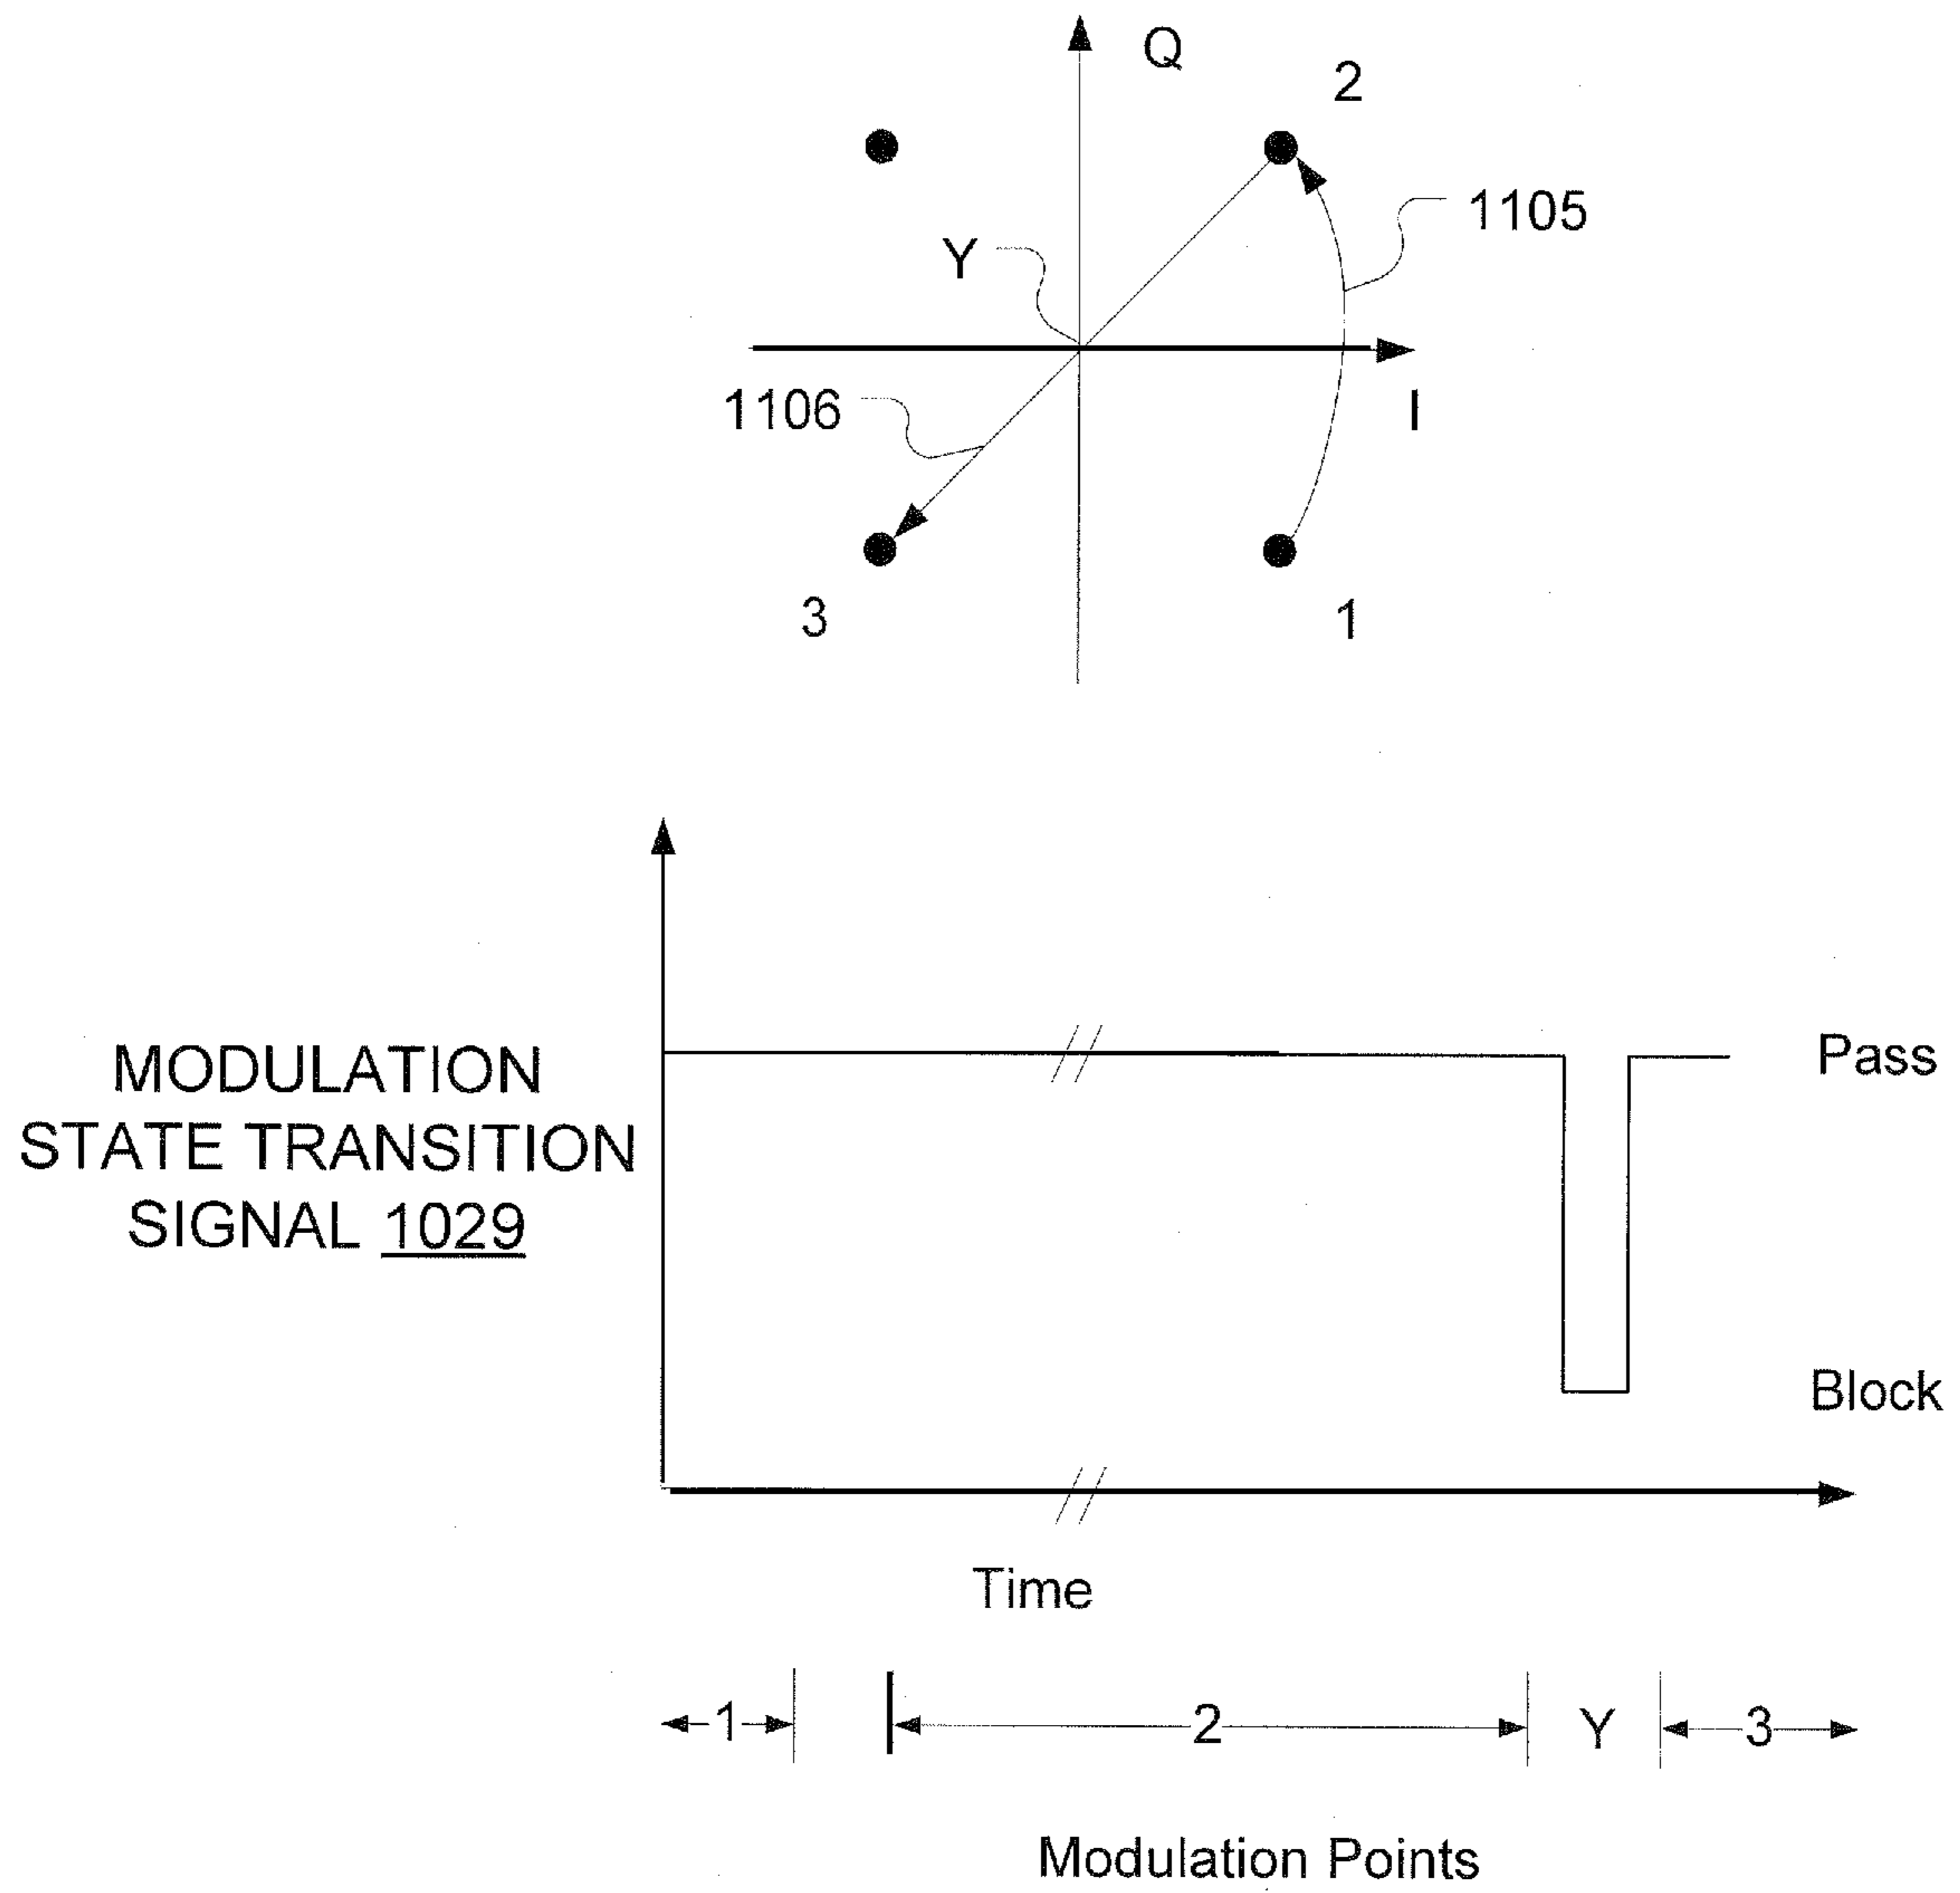 Q
2
1105
Y
1106
I
3
1
MODULATION
STATE TRANSITION
SIGNAL 1029
Pass
Block
Time
1
2
Y
3
Modulation Points